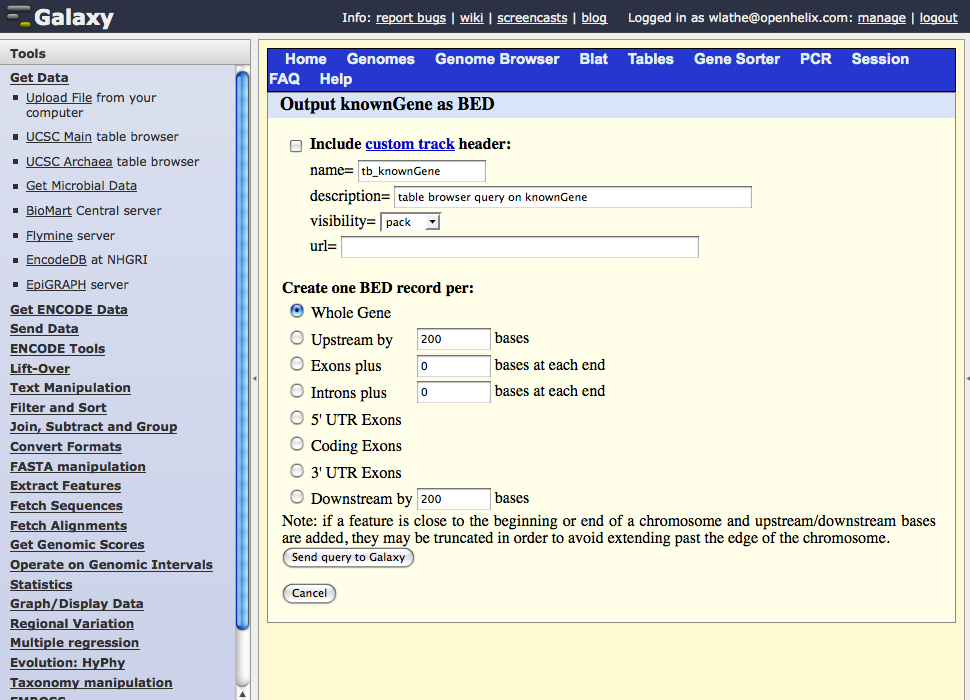 Galaxy
Info: report bugs | wiki | screencasts | blog Logged in as wlathe@openhelix.com: manage | logout
Tools
Get Data
Upload File from your
computer
UCSC Main table browser
UCSC Archaea table browser
Get Microbial Data
BioMart Central server
Flymine server
EncodeDB at NHGRI
EpiGRAPH server
Get ENCODE Data
Send Data
ENCODE Tools
Lift-Over
Text Manipulation
Filter and Sort
Join, Subtract and Group
Convert Formats
FASTA manipulation
Extract Features
Fetch Sequences
Fetch Alignments
Get Genomic Scores
Operate on Genomic Intervals
Statistics
Graph/Display Data
Regional Variation
Multiple regression
Evolution: HyPhy
Taxonomy manipulation
EMBOSS
Home Genomes Genome Browser Blat Tables Gene Sorter PCR Session
FAQ Help
Output knownGene as BED
Include custom track header:
name= tb_knownGene
description= table browser query on knownGene
visibility= pack
url=
Create one BED record per:
Whole Gene
Upstream by 200 bases
Exons plus 0 bases at each end
Introns plus 0 bases at each end
5' UTR Exons
Coding Exons
3' UTR Exons
Downstream by 200 bases
Note: if a feature is close to the beginning or end of a chromosome and upstream/downstream bases
are added, they may be truncated in order to avoid extending past the edge of the chromosome.
Send query to Galaxy
Cancel